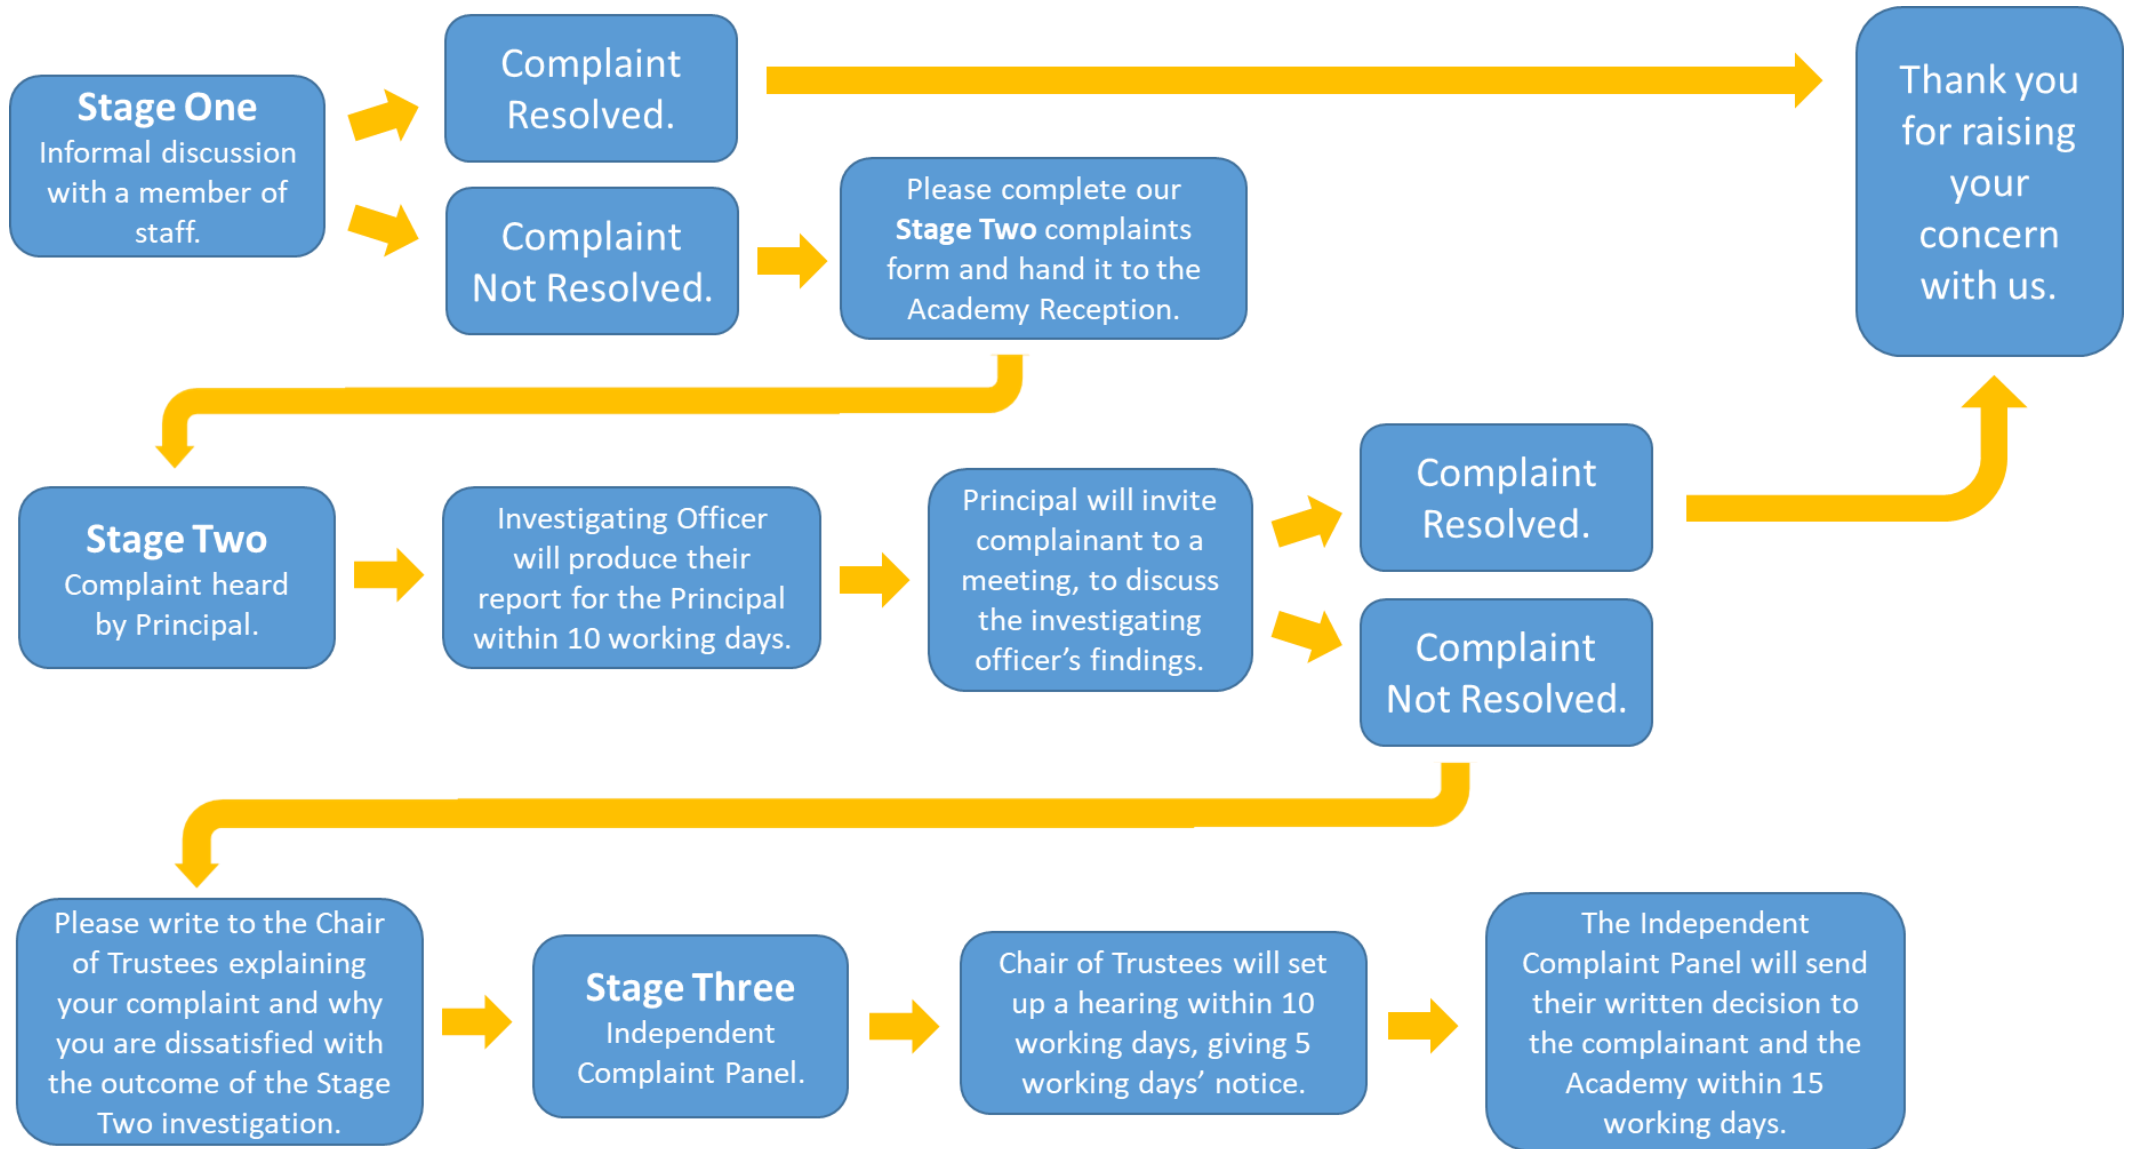 Stage One
Informal discussion
with a member of
staff.
Complaint
Resolved.
Thank you
for raising
your
concern
with us.
Complaint
Not Resolved.
Please complete our
Stage Two complaints
form and hand it to the
Academy Reception.
Stage Two
Complaint heard
by Principal.
Investigating Officer
will produce their
report for the Principal
within 10 working days.
Principal will invite
complainant to a
meeting, to discuss
the investigating
officer’s findings.
Complaint
Resolved.
Complaint
Not Resolved.
Please write to the Chair
of Trustees explaining
your complaint and why
you are dissatisfied with
the outcome of the Stage
Two investigation.
Stage Three
Independent
Complaint Panel.
Chair of Trustees will set
up a hearing within 10
working days, giving 5
working days’ notice.
The Independent
Complaint Panel will send
their written decision to
the complainant and the
Academy within 15
working days.